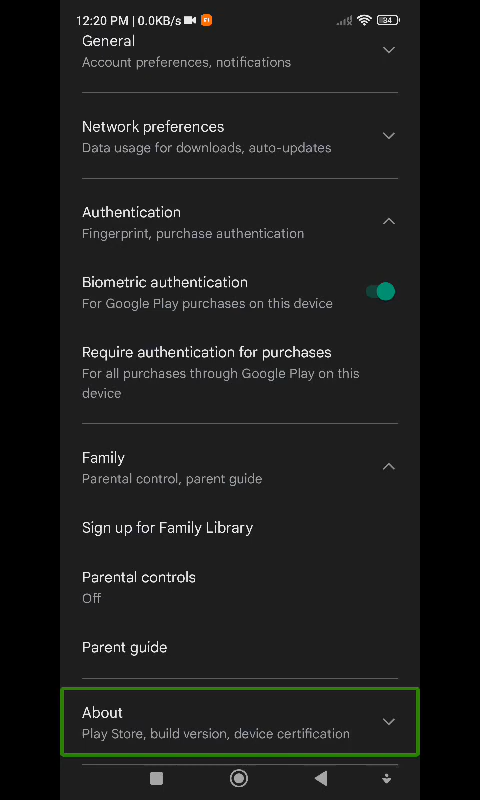 12:20 PM | 0.0KB/s
84
General
Account preferences, notifications
Network preferences
Data usage for downloads, auto-updates
Authentication
Fingerprint, purchase authentication
Biometric authentication
For Google Play purchases on this device
Require authentication for purchases
For all purchases through Google Play on this
device
Family
Parental control, parent guide
Sign up for Family Library
Parental controls
Off
Parent guide
About
Play Store, build version, device certification